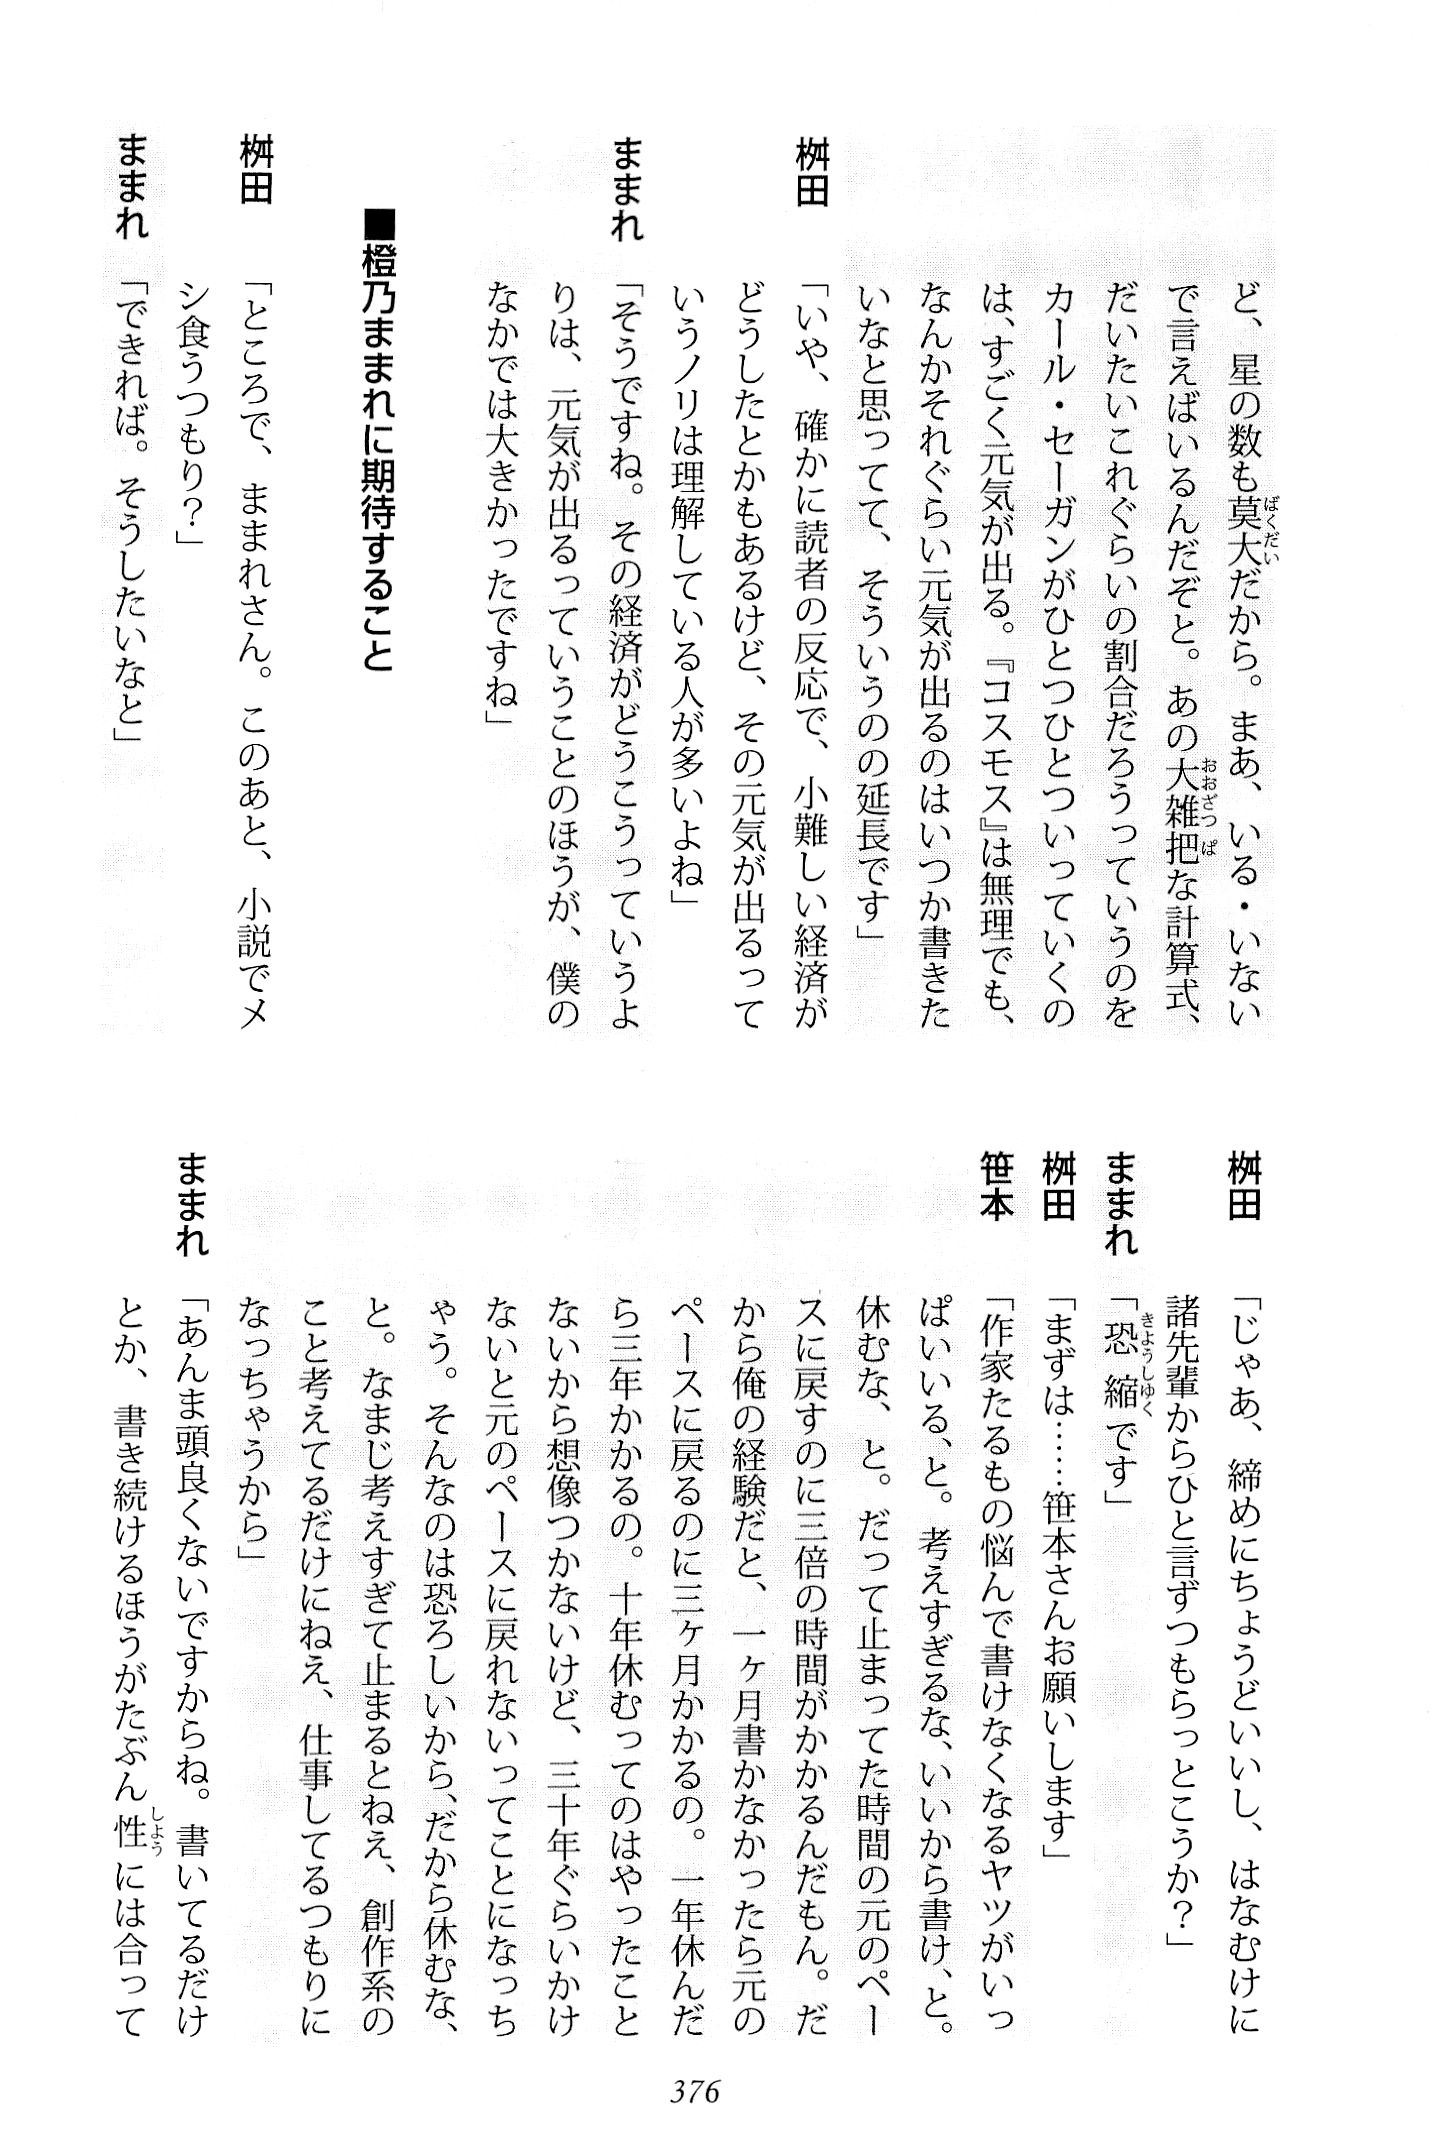 ど、星の数も莫大だから。まあ、いる・いない
で言えばいるんだぞと。あの大雑把な計算式、
だいたいこれぐらいの割合だろうっていうのを
カール・セーガンがひとつひとついっていくの
は、すごく元気が出る。『コスモス』は無理でも、
なんかそれぐらい元気が出るのはいつか書きた
いなと思ってて、そういうのの延長です」
桝田「いや、確かに読者の反応で、小難しい経済が
どうしたとかもあるけど、その元気が出るって
いうノリは理解している人が多いよね」
ままれ「そうですね。その経済がどうこうっていうよ
りは、元気が出るっていうことのほうが、僕の
なかでは大きかったですね」
■橙乃ままれに期待すること
桝田「ところで、ままれさん。このあと、小説でメ
シ食うつもり?」
ままれ「できれば。そうしたいなと」
桝田「じゃあ、締めにちょうどいいし、はなむけに
諸先輩からひと言ずつもらっとこうか?」
ままれ「恐縮です」
桝田「まずは……笹本さんお願いします」
笹本「作家たるもの悩んで書けなくなるヤツがいっ
ぱいいる、と。考えすぎるな、いいから書け、と。
休むな、と。だって止まってた時間の元のペー
スに戻すのに三倍の時間がかかるんだもん。だ
から俺の経験だと、一ヶ月書かなかったら元の
ペースに戻るのに三ヶ月かかるの。一年休んだ
ら三年かかるの。十年休むってのはやったこと
ないから想像つかないけど、三十年ぐらいかけ
ないと元のペースに戻れないってことになっち
ゃう。そんなのは恐ろしいから、だから休むな、
と。なまじ考えすぎて止まるとねえ、創作系の
こと考えてるだけにねえ、仕事してるつもりに
なっちゃうから」
ままれ「あんま頭良くないですからね。書いてるだけ
とか、書き続けるほうがたぶん性には合って
376